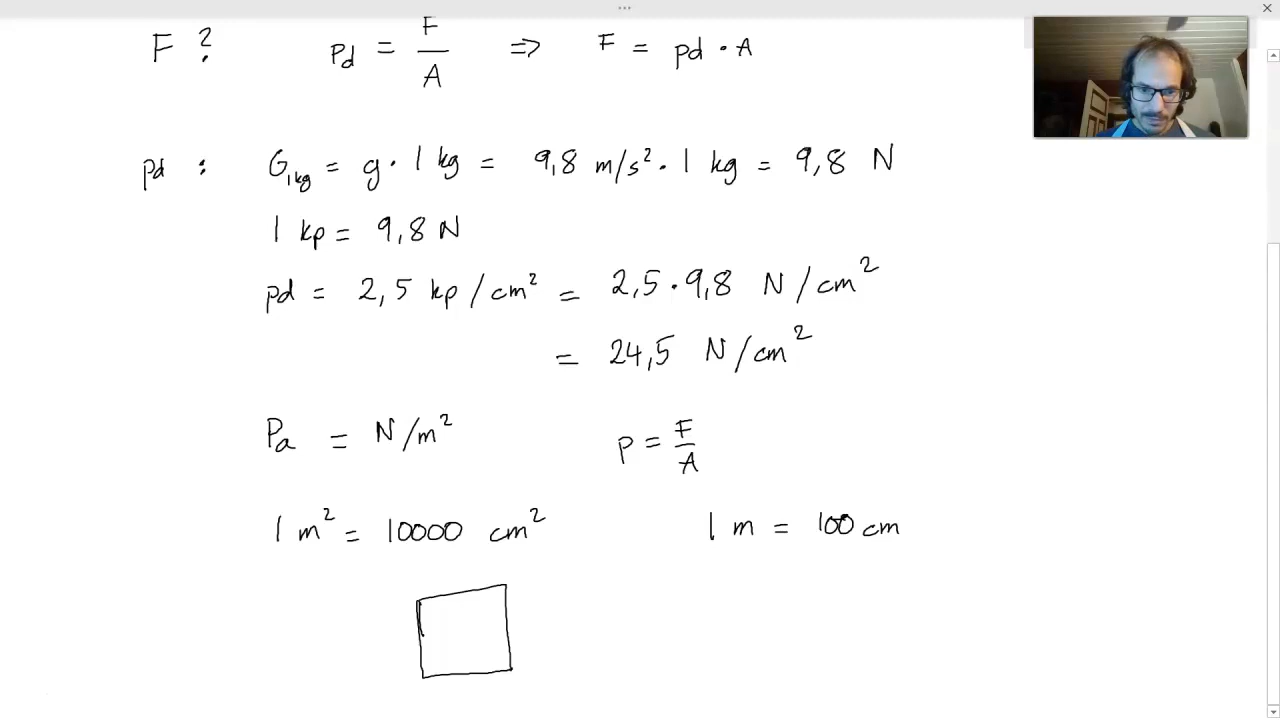 F ? pd = F/A => F = pd · A
pd : G1kg = g · 1 kg = 9,8 m/s² · 1 kg = 9,8 N
1 kp = 9,8 N
pd = 2,5 kp/cm² = 2,5 · 9,8 N/cm²
= 24,5 N/cm²
Pa = N/m² p = F/A
1 m² = 10000 cm² 1 m = 100 cm